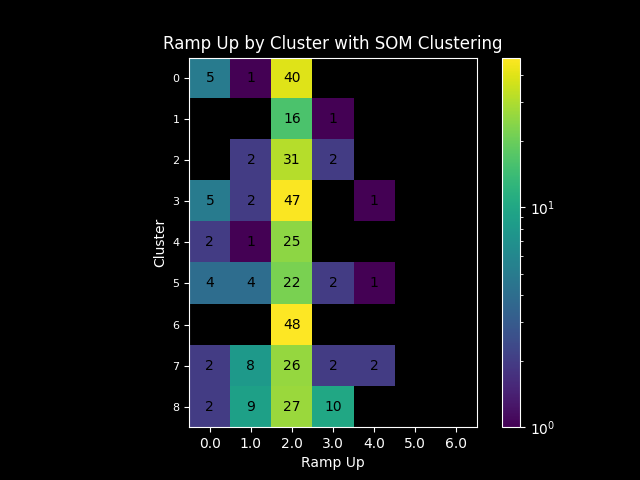 Ramp Up by Cluster with SOM Clustering
0 5 1 40
1 16 1
2 2 31 2
3 5 2 47 1
4 2 1 25
5 4 4 22 2 1
6 48
7 2 8 26 2 2
8 2 9 27 10
0.0 1.0 2.0 3.0 4.0 5.0 6.0
Ramp Up
Cluster
10¹
10⁰